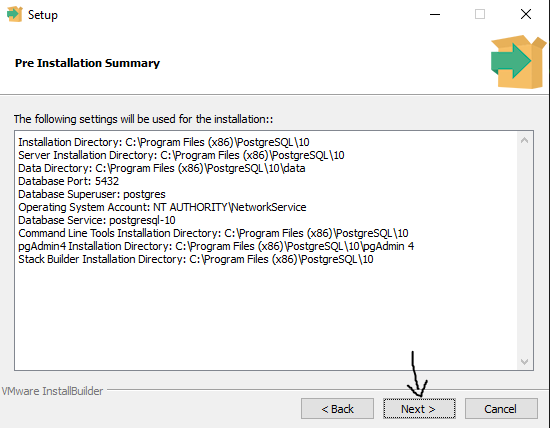 Setup
Pre Installation Summary
The following settings will be used for the installation::
Installation Directory: C:\Program Files (x86)\PostgreSQL\10
Server Installation Directory: C:\Program Files (x86)\PostgreSQL\10
Data Directory: C:\Program Files (x86)\PostgreSQL\10\data
Database Port: 5432
Database Superuser: postgres
Operating System Account: NT AUTHORITY\NetworkService
Database Service: postgresql-10
Command Line Tools Installation Directory: C:\Program Files (x86)\PostgreSQL\10
pgAdmin4 Installation Directory: C:\Program Files (x86)\PostgreSQL\10\pgAdmin 4
Stack Builder Installation Directory: C:\Program Files (x86)\PostgreSQL\10
VMware InstallBuilder
< Back Next > Cancel